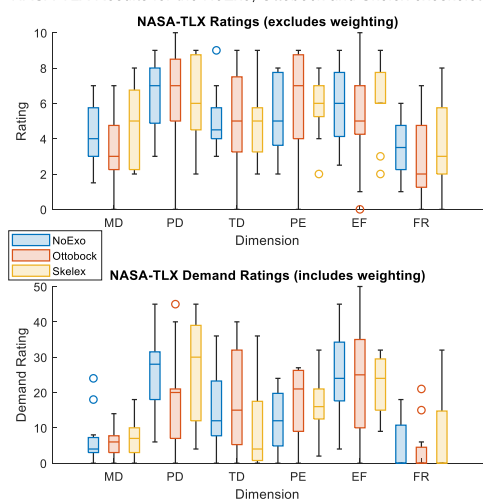 NASA-TLX Ratings (excludes weighting)
10
8
6
4
2
0
Rating
MD PD TD PE EF FR
Dimension
NoExo
Ottobock
Skelex
NASA-TLX Demand Ratings (includes weighting)
50
40
30
20
10
0
Demand Rating
MD PD TD PE EF FR
Dimension